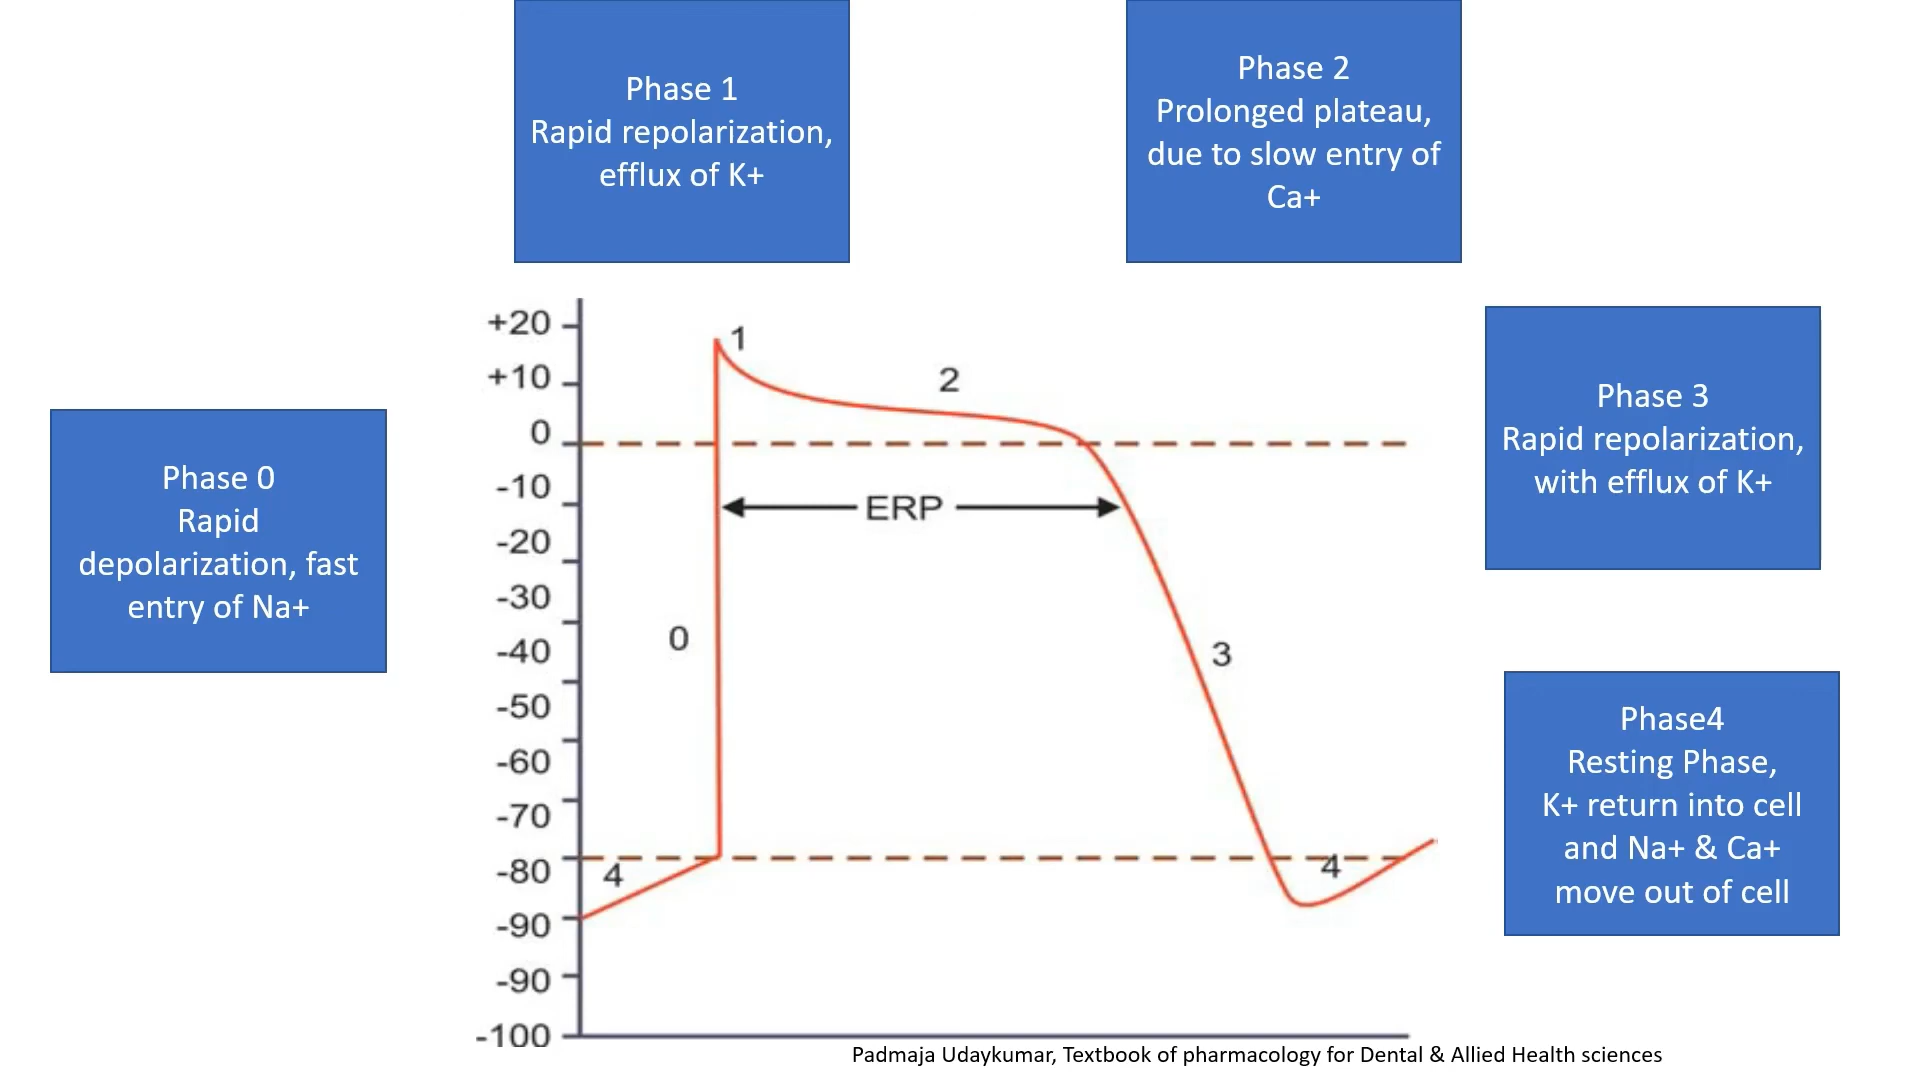 Phase 1
Rapid repolarization,
efflux of K+
Phase 2
Prolonged plateau,
due to slow entry of
Ca+
Phase 0
Rapid
depolarization, fast
entry of Na+
+20
+10
0
-10
-20
-30
-40
-50
-60
-70
-80
-90
-90
-100
1
2
ERP
0
3
4
4
Phase 3
Rapid repolarization,
with efflux of K+
Phase4
Resting Phase,
K+ return into cell
and Na+ & Ca+
move out of cell
Padmaja Udaykumar, Textbook of pharmacology for Dental & Allied Health sciences